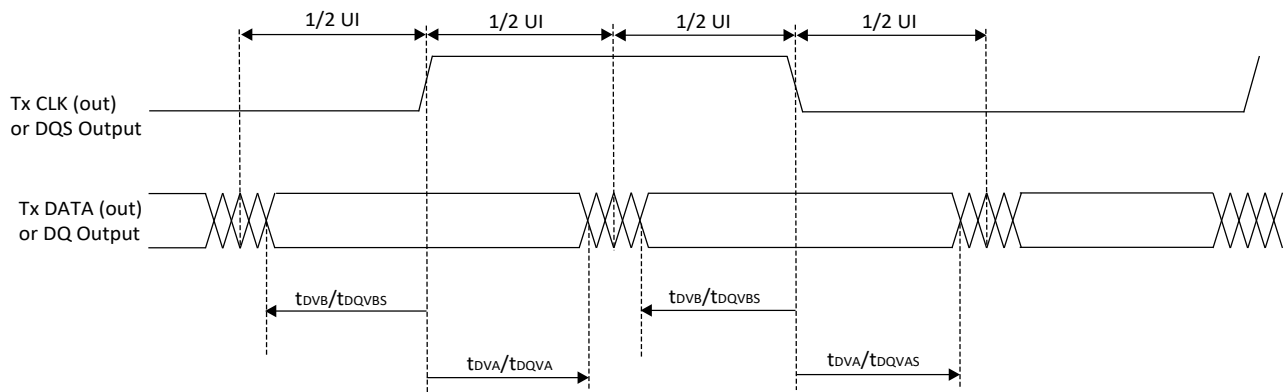 1/2 UI
1/2 UI
1/2 UI
1/2 UI
Tx CLK (out)
or DQS Output
Tx DATA (out)
or DQ Output
tDVB/tDQVBS
tDVB/tDQVBS
tDVA/tDQVA
tDVA/tDQVAS